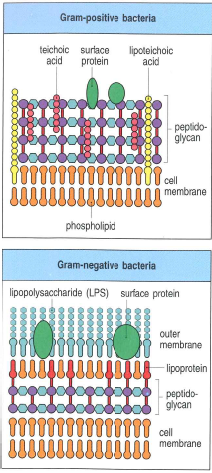 Gram-positive bacteria
teichoic acid
surface protein
lipoteichoic acid
peptido-
glycan
cell
membrane
phospholipid
Gram-negative bacteria
lipopolysaccharide (LPS) surface protein
outer
membrane
lipoprotein
peptido-
glycan
cell
membrane